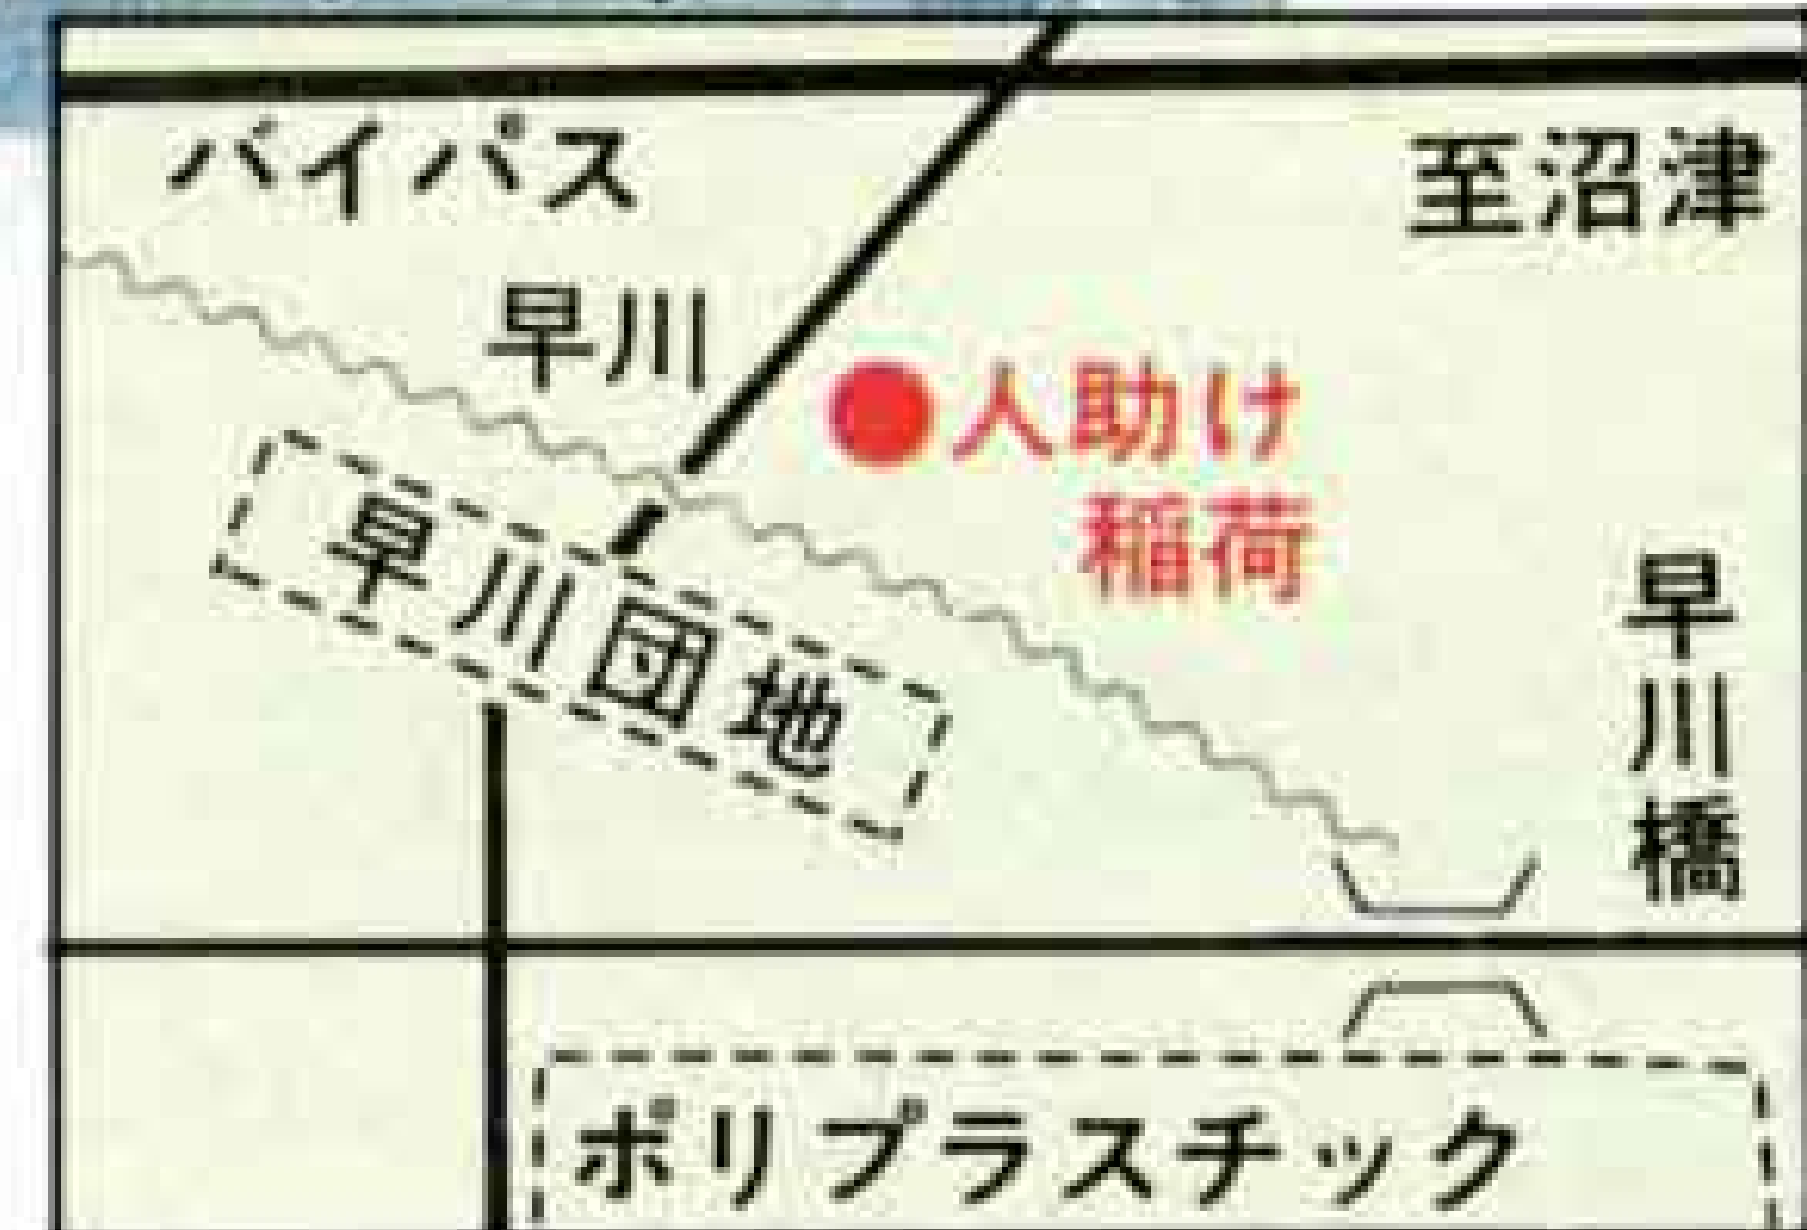 バイパス
至沼津
早川
人助け
稲荷
早川団地
早川橋
ポリプラスチック